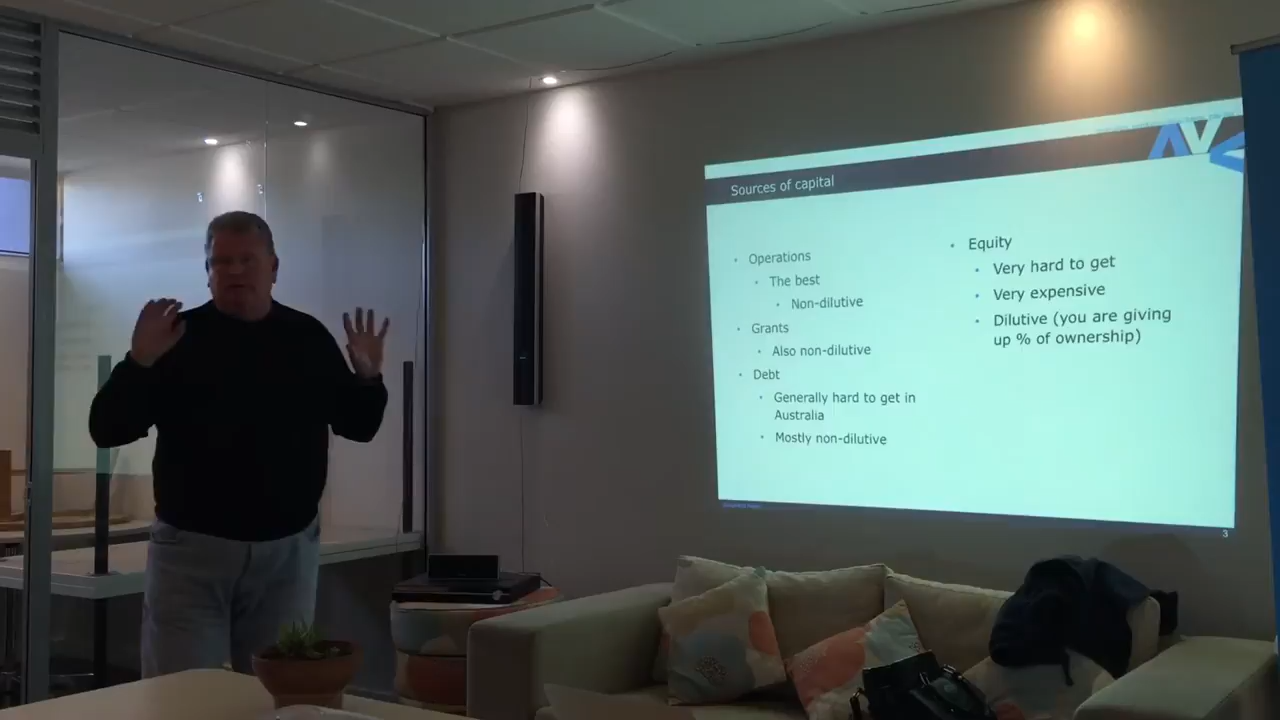 Sources of capital
• Operations
• The best
• Non-dilutive
• Grants
• Also non-dilutive
• Debt
• Generally hard to get in
Australia
• Mostly non-dilutive
• Equity
• Very hard to get
• Very expensive
• Dilutive (you are giving
up % of ownership)
3